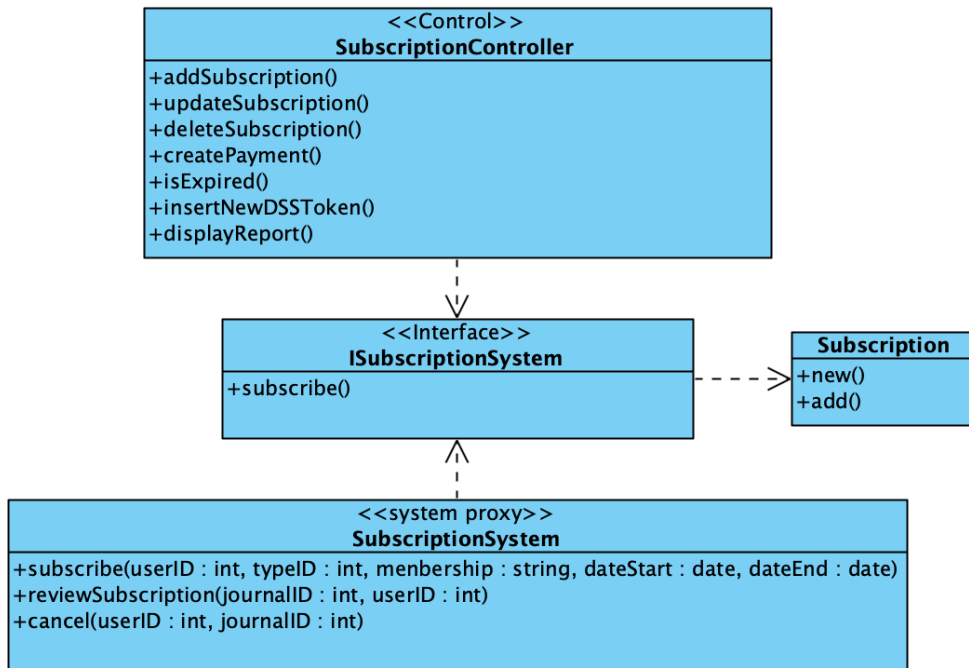 <<Control>>
SubscriptionController
+addSubscription()
+updateSubscription()
+deleteSubscription()
+createPayment()
+isExpired()
+insertNewDSSToken()
+displayReport()
<<Interface>>
ISubscriptionSystem
+subscribe()
Subscription
+new()
+add()
<<system proxy>>
SubscriptionSystem
+subscribe(userID : int, typeID : int, menbership : string, dateStart : date, dateEnd : date)
+reviewSubscription(journalID : int, userID : int)
+cancel(userID : int, journalID : int)